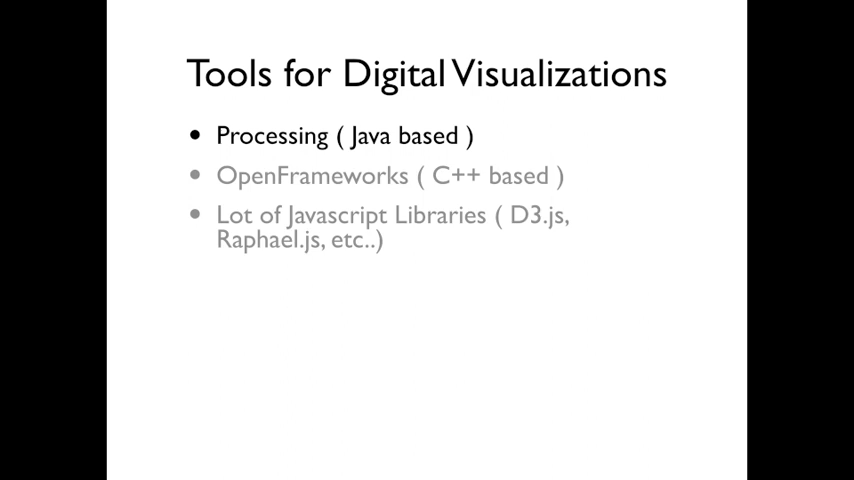 Tools for Digital Visualizations
• Processing ( Java based )
• OpenFrameworks ( C++ based )
• Lot of Javascript Libraries ( D3.js,
Raphael.js, etc..)